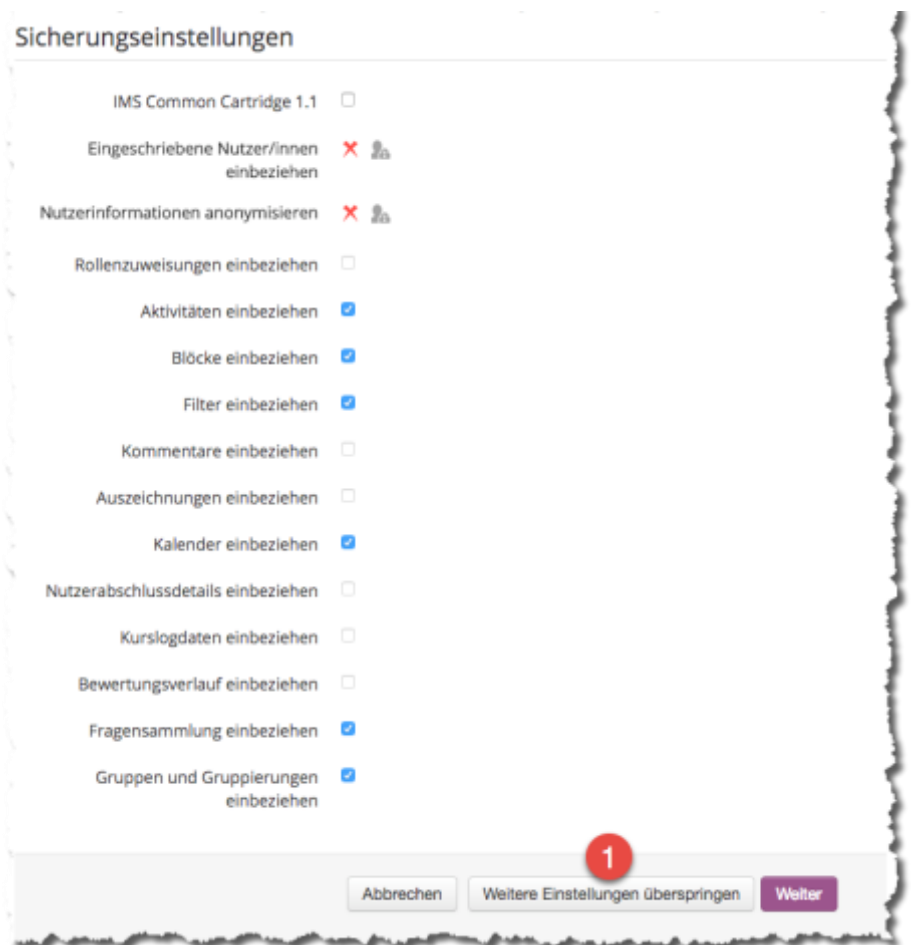 Sicherungseinstellungen
IMS Common Cartridge 1.1
Eingeschriebene Nutzer/innen
einbeziehen
Nutzerinformationen anonymisieren
Rollenzuweisungen einbeziehen
Aktivitäten einbeziehen
Blöcke einbeziehen
Filter einbeziehen
Kommentare einbeziehen
Auszeichnungen einbeziehen
Kalender einbeziehen
Nutzerabschlussdetails einbeziehen
Kurslogdaten einbeziehen
Bewertungsverlauf einbeziehen
Fragensammlung einbeziehen
Gruppen und Gruppierungen
einbeziehen
1
Abbrechen Weitere Einstellungen überspringen Weiter